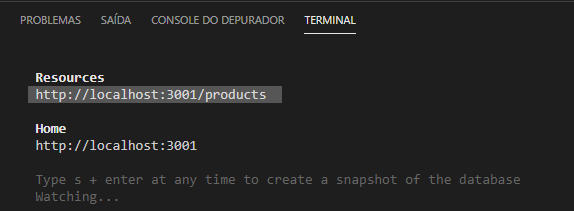 PROBLEMAS SAÍDA CONSOLE DO DEPURADOR TERMINAL
Resources
http://localhost:3001/products
Home
http://localhost:3001
Type s + enter at any time to create a snapshot of the database
Watching...